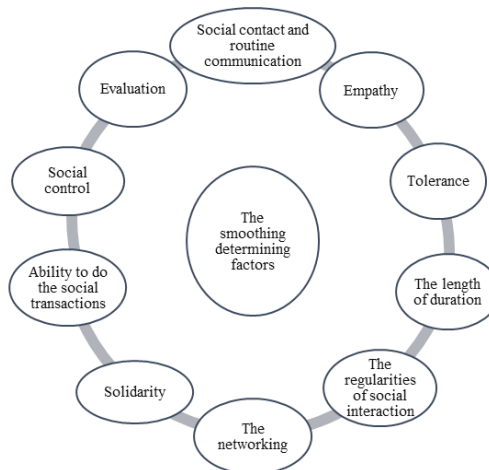 Social contact and
routine
communication
Empathy
Tolerance
The length
of duration
The
regularities
of social
interaction
The
networking
Solidarity
Ability to do
the social
transactions
Social
control
Evaluation
The
smoothing
determining
factors